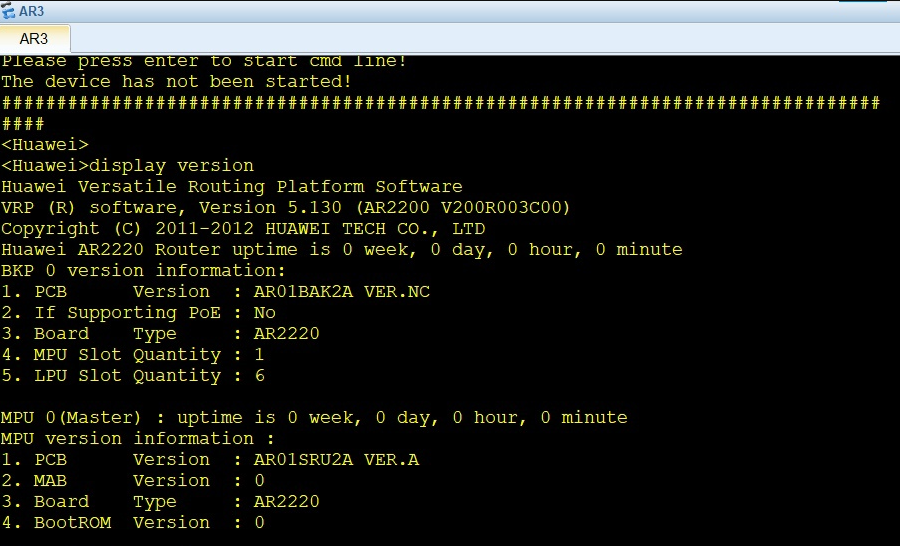 AR3
AR3
Please press enter to start cmd line!
The device has not been started!
################################################################################
####
<Huawei>
<Huawei>display version
Huawei Versatile Routing Platform Software
VRP (R) software, Version 5.130 (AR2200 V200R003C00)
Copyright (C) 2011-2012 HUAWEI TECH CO., LTD
Huawei AR2220 Router uptime is 0 week, 0 day, 0 hour, 0 minute
BKP 0 version information:
1. PCB      Version  : AR01BAK2A VER.NC
2. If Supporting PoE : No
3. Board    Type     : AR2220
4. MPU Slot Quantity : 1
5. LPU Slot Quantity : 6

MPU 0(Master) : uptime is 0 week, 0 day, 0 hour, 0 minute
MPU version information :
1. PCB      Version  : AR01SRU2A VER.A
2. MAB      Version  : 0
3. Board    Type     : AR2220
4. BootROM  Version  : 0